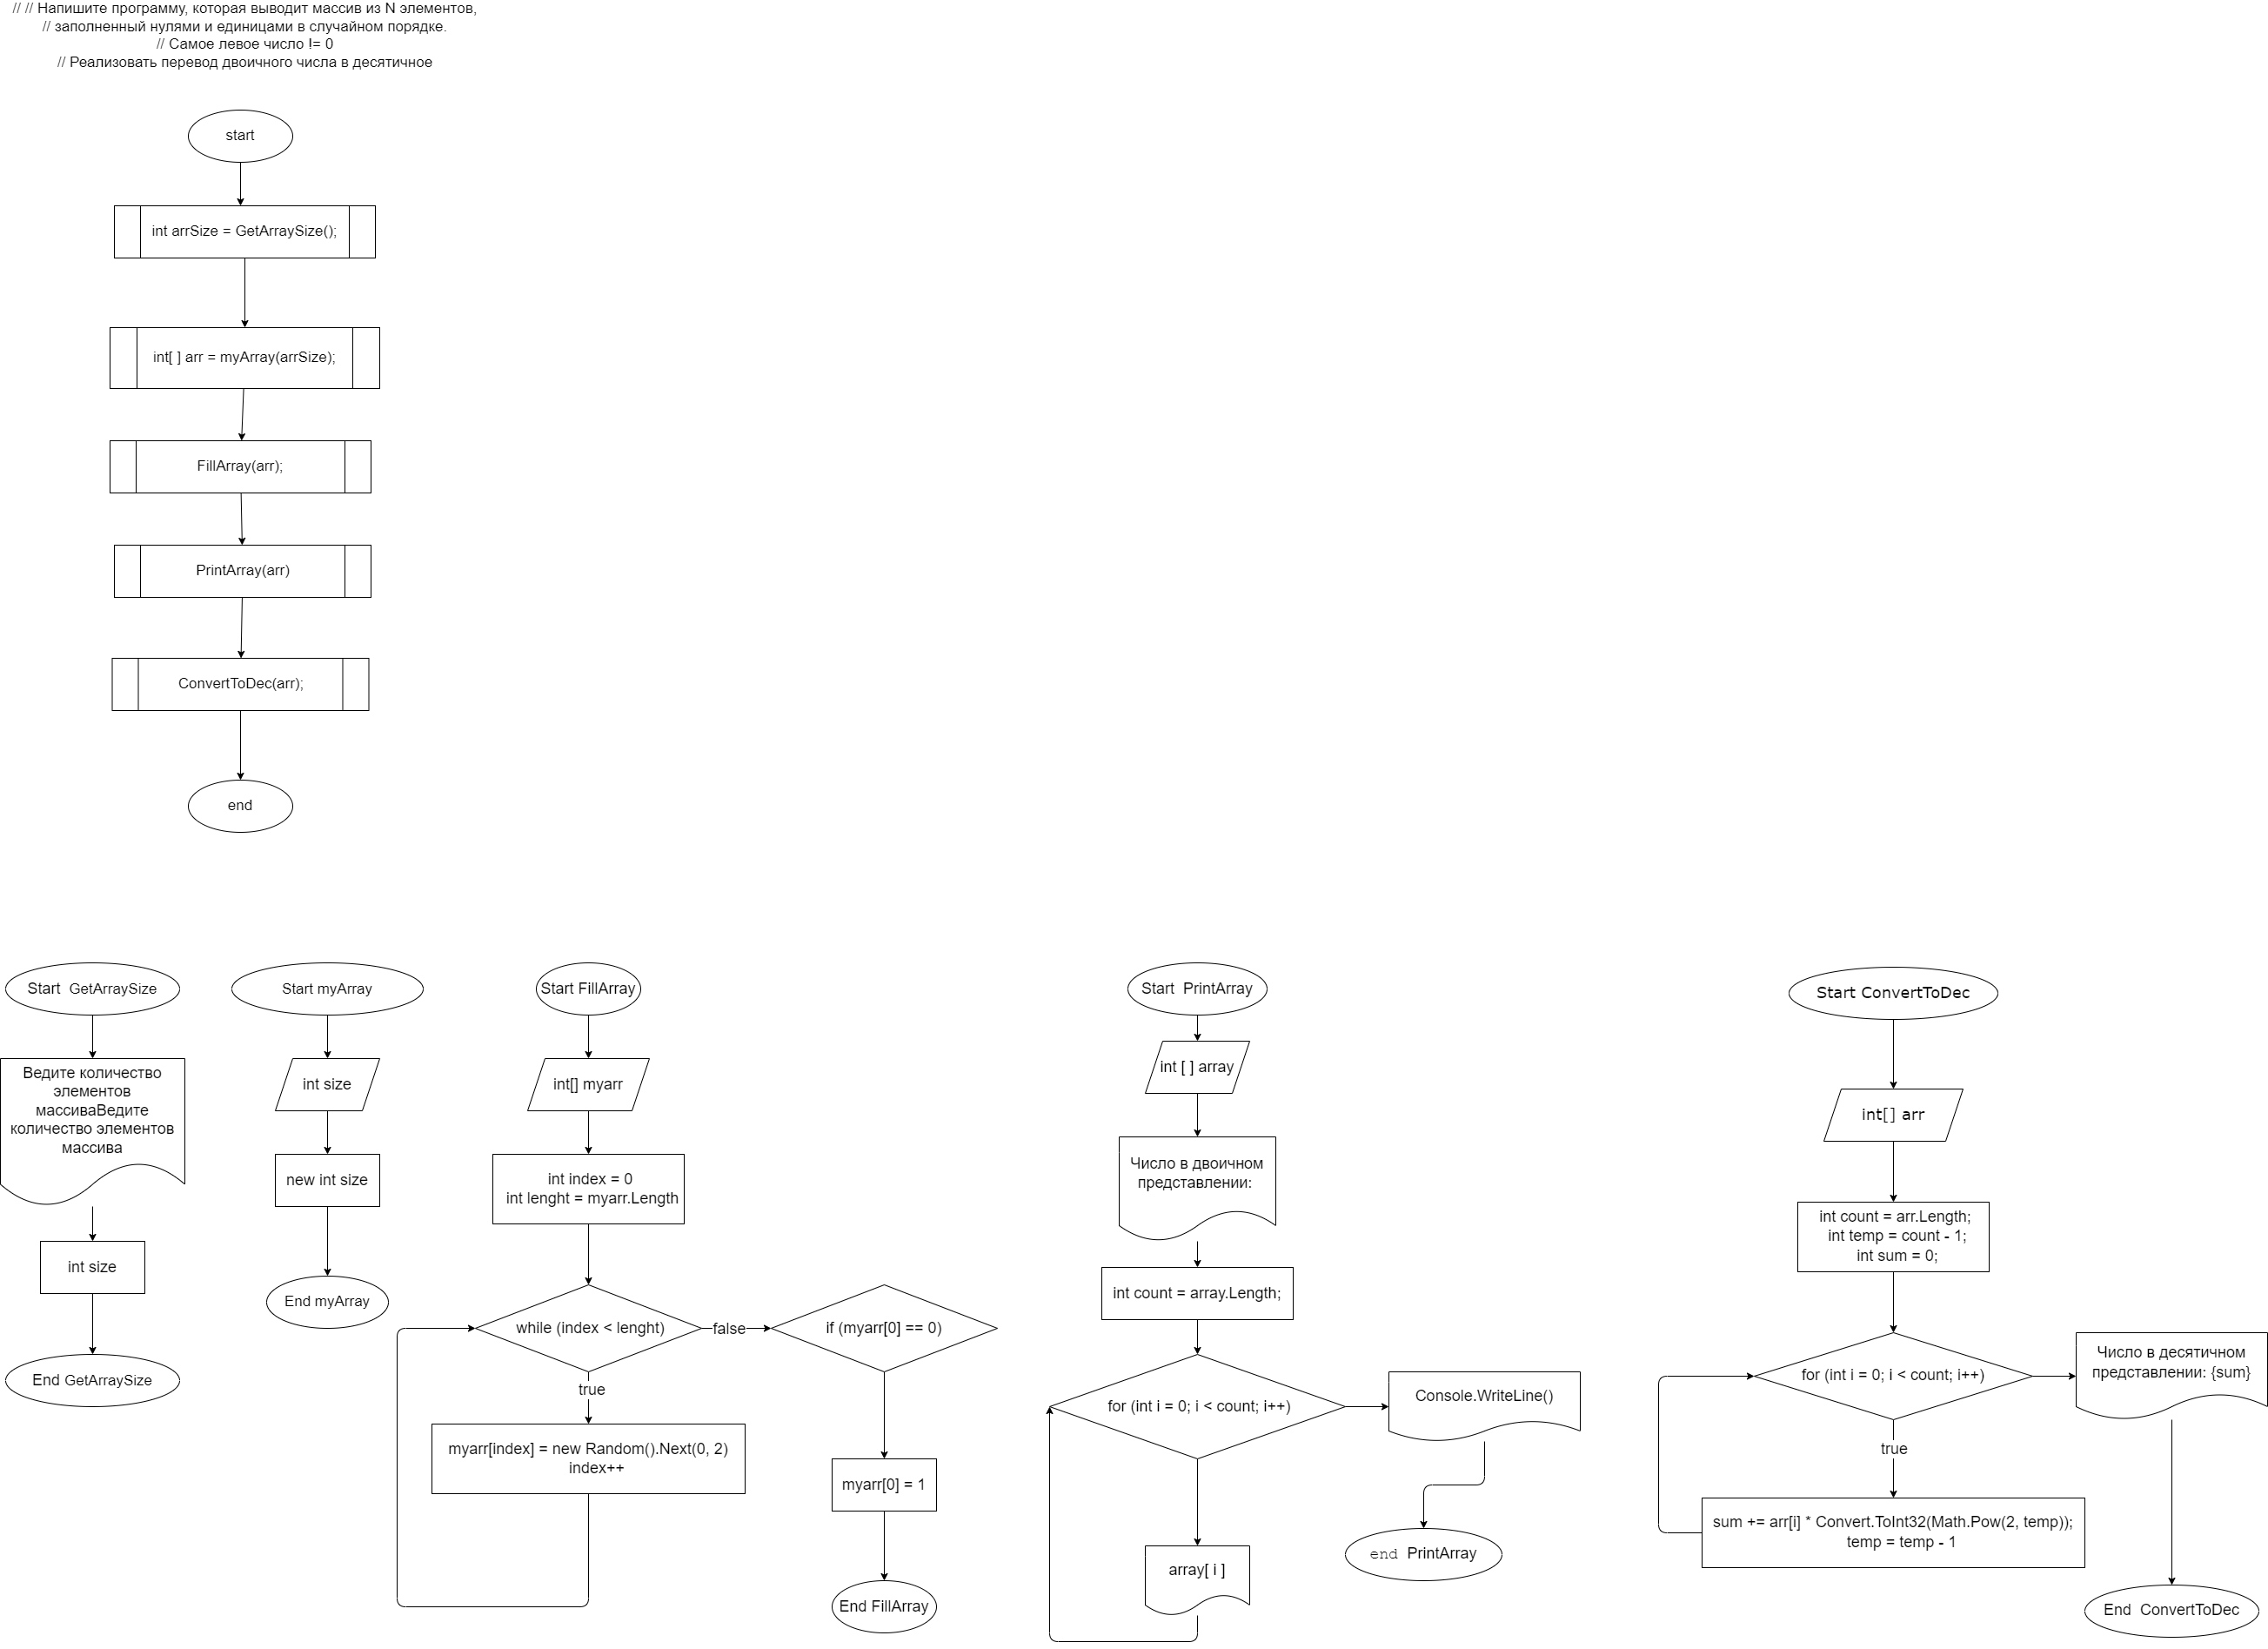 // // Напишите программу, которая выводит массив из N элементов,
// заполненный нулями и единицами в случайном порядке.
// Самое левое число != 0
// Реализовать перевод двоичного числа в десятичное
start
int arrSize = GetArraySize();
int[ ] arr = myArray(arrSize);
FillArray(arr);
PrintArray(arr)
ConvertToDec(arr);
end
Start GetArraySize
Ведите количество
элементов
массиваВедите
количество элементов
массива
int size
End GetArraySize
Start myArray
int size
new int size
End myArray
Start FillArray
int[] myarr
int index = 0
int lenght = myarr.Length
while (index < lenght)
false
true
myarr[index] = new Random().Next(0, 2)
index++
if (myarr[0] == 0)
myarr[0] = 1
End FillArray
Start PrintArray
int [ ] array
Число в двоичном
представлении:
int count = array.Length;
for (int i = 0; i < count; i++)
array[ i ]
Console.WriteLine()
end PrintArray
Start ConvertToDec
int[] arr
int count = arr.Length;
int temp = count - 1;
int sum = 0;
for (int i = 0; i < count; i++)
true
sum += arr[i] * Convert.ToInt32(Math.Pow(2, temp));
temp = temp - 1
Число в десятичном
представлении: {sum}
End ConvertToDec